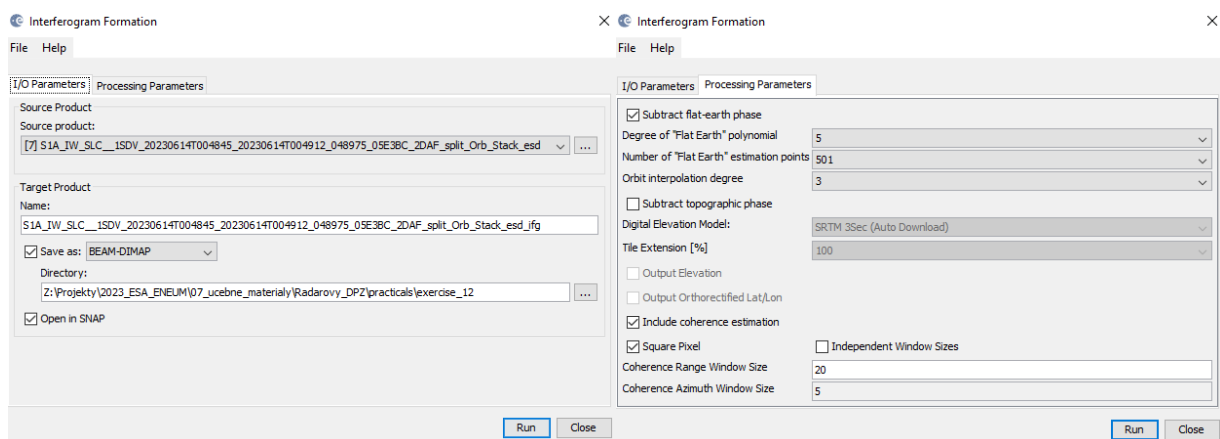 Interferogram Formation
File Help
I/O Parameters Processing Parameters
Source Product
Source product:
[7] S1A_IW_SLC__1SDV_20230614T004845_20230614T004912_048975_05E3BC_2DAF_split_Orb_Stack_esd ...
Target Product
Name:
S1A_IW_SLC__1SDV_20230614T004845_20230614T004912_048975_05E3BC_2DAF_split_Orb_Stack_esd_ifg
Save as: BEAM-DIMAP
Directory:
Z:\Projekty\2023_ESA_ENEUM\07_ucebne_materialy\Radarovy_DPZ\practicals\exercise_12 ...
Open in SNAP
Run Close
Interferogram Formation
File Help
I/O Parameters Processing Parameters
Subtract flat-earth phase
Degree of "Flat Earth" polynomial 5
Number of "Flat Earth" estimation points 501
Orbit interpolation degree 3
Subtract topographic phase
Digital Elevation Model: SRTM 3Sec (Auto Download)
Tile Extension [%] 100
Output Elevation
Output Orthorectified Lat/Lon
Include coherence estimation
Square Pixel Independent Window Sizes
Coherence Range Window Size 20
Coherence Azimuth Window Size 5
Run Close